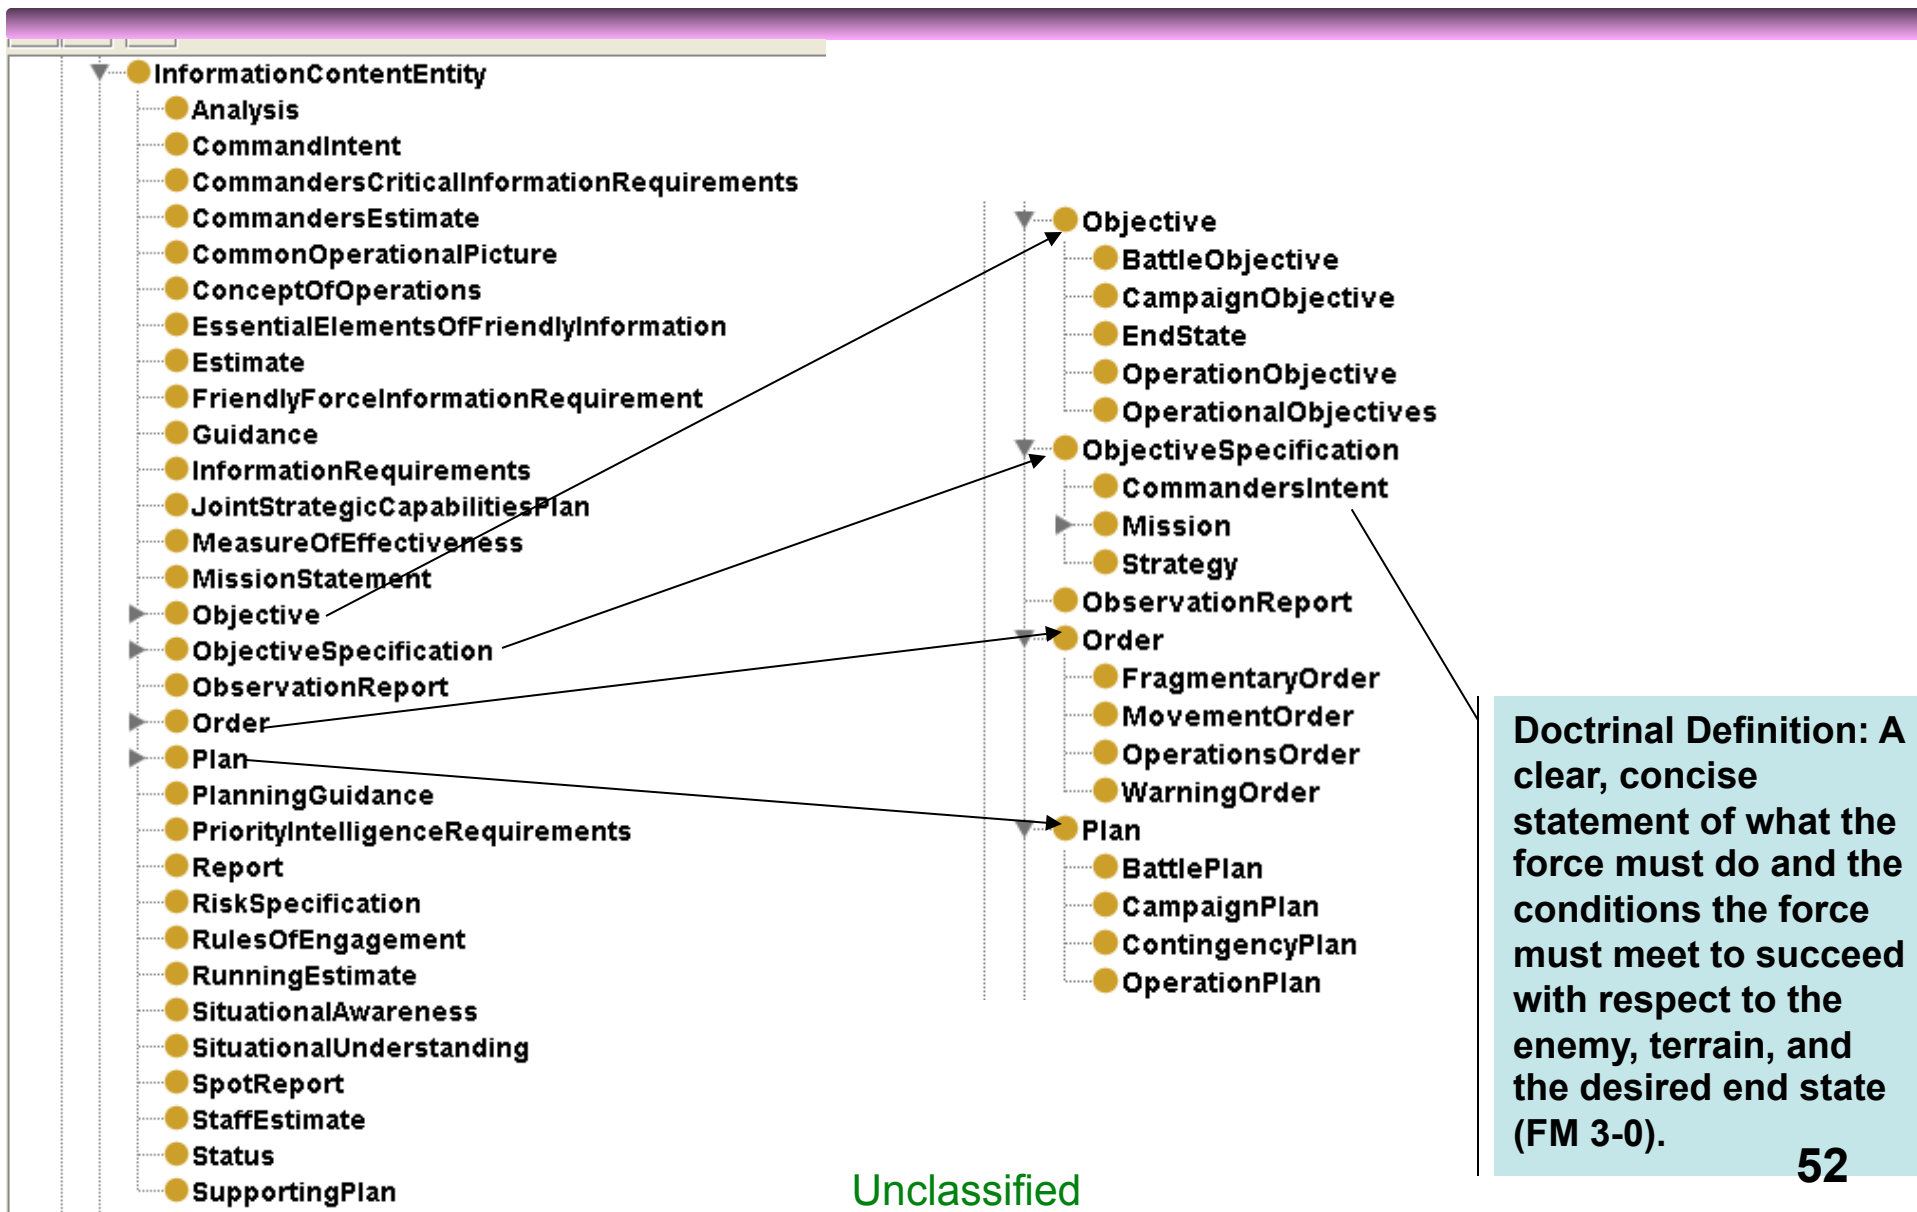 InformationContentEntity
Analysis
CommandIntent
CommandersCriticalInformationRequirements
CommandersEstimate
CommonOperationalPicture
ConceptOfOperations
EssentialElementsOfFriendlyInformation
Estimate
FriendlyForceInformationRequirement
Guidance
InformationRequirements
JointStrategicCapabilitiesPlan
MeasureOfEffectiveness
MissionStatement
Objective
ObjectiveSpecification
ObservationReport
Order
Plan
PlanningGuidance
PriorityIntelligenceRequirements
Report
RiskSpecification
RulesOfEngagement
RunningEstimate
SituationalAwareness
SituationalUnderstanding
SpotReport
StaffEstimate
Status
SupportingPlan
Objective
BattleObjective
CampaignObjective
EndState
OperationObjective
OperationalObjectives
ObjectiveSpecification
CommandersIntent
Mission
Strategy
ObservationReport
Order
FragmentaryOrder
MovementOrder
OperationsOrder
WarningOrder
Plan
BattlePlan
CampaignPlan
ContingencyPlan
OperationPlan
Doctrinal Definition: A
clear, concise
statement of what the
force must do and the
conditions the force
must meet to succeed
with respect to the
enemy, terrain, and
the desired end state
(FM 3-0).
52
Unclassified